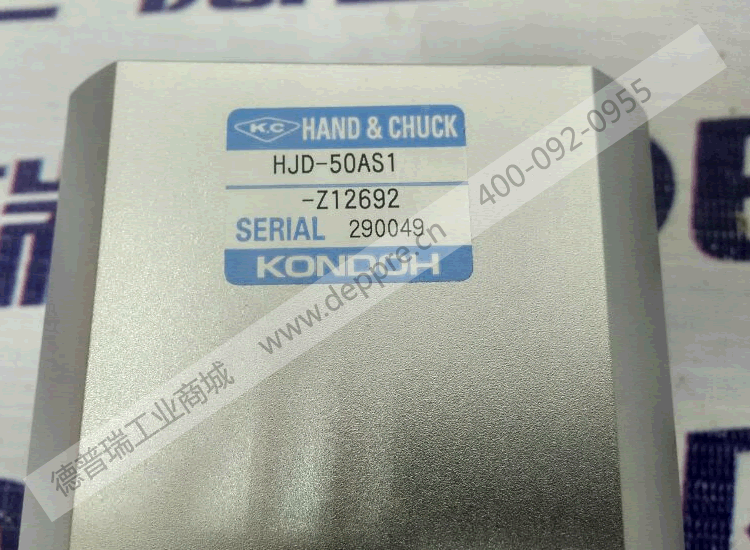 K.C HAND & CHUCK
HJD-50AS1
-Z12692
SERIAL 290049
KONDOH
德普瑞工业商城 www.deppre.cn 400-092-0955